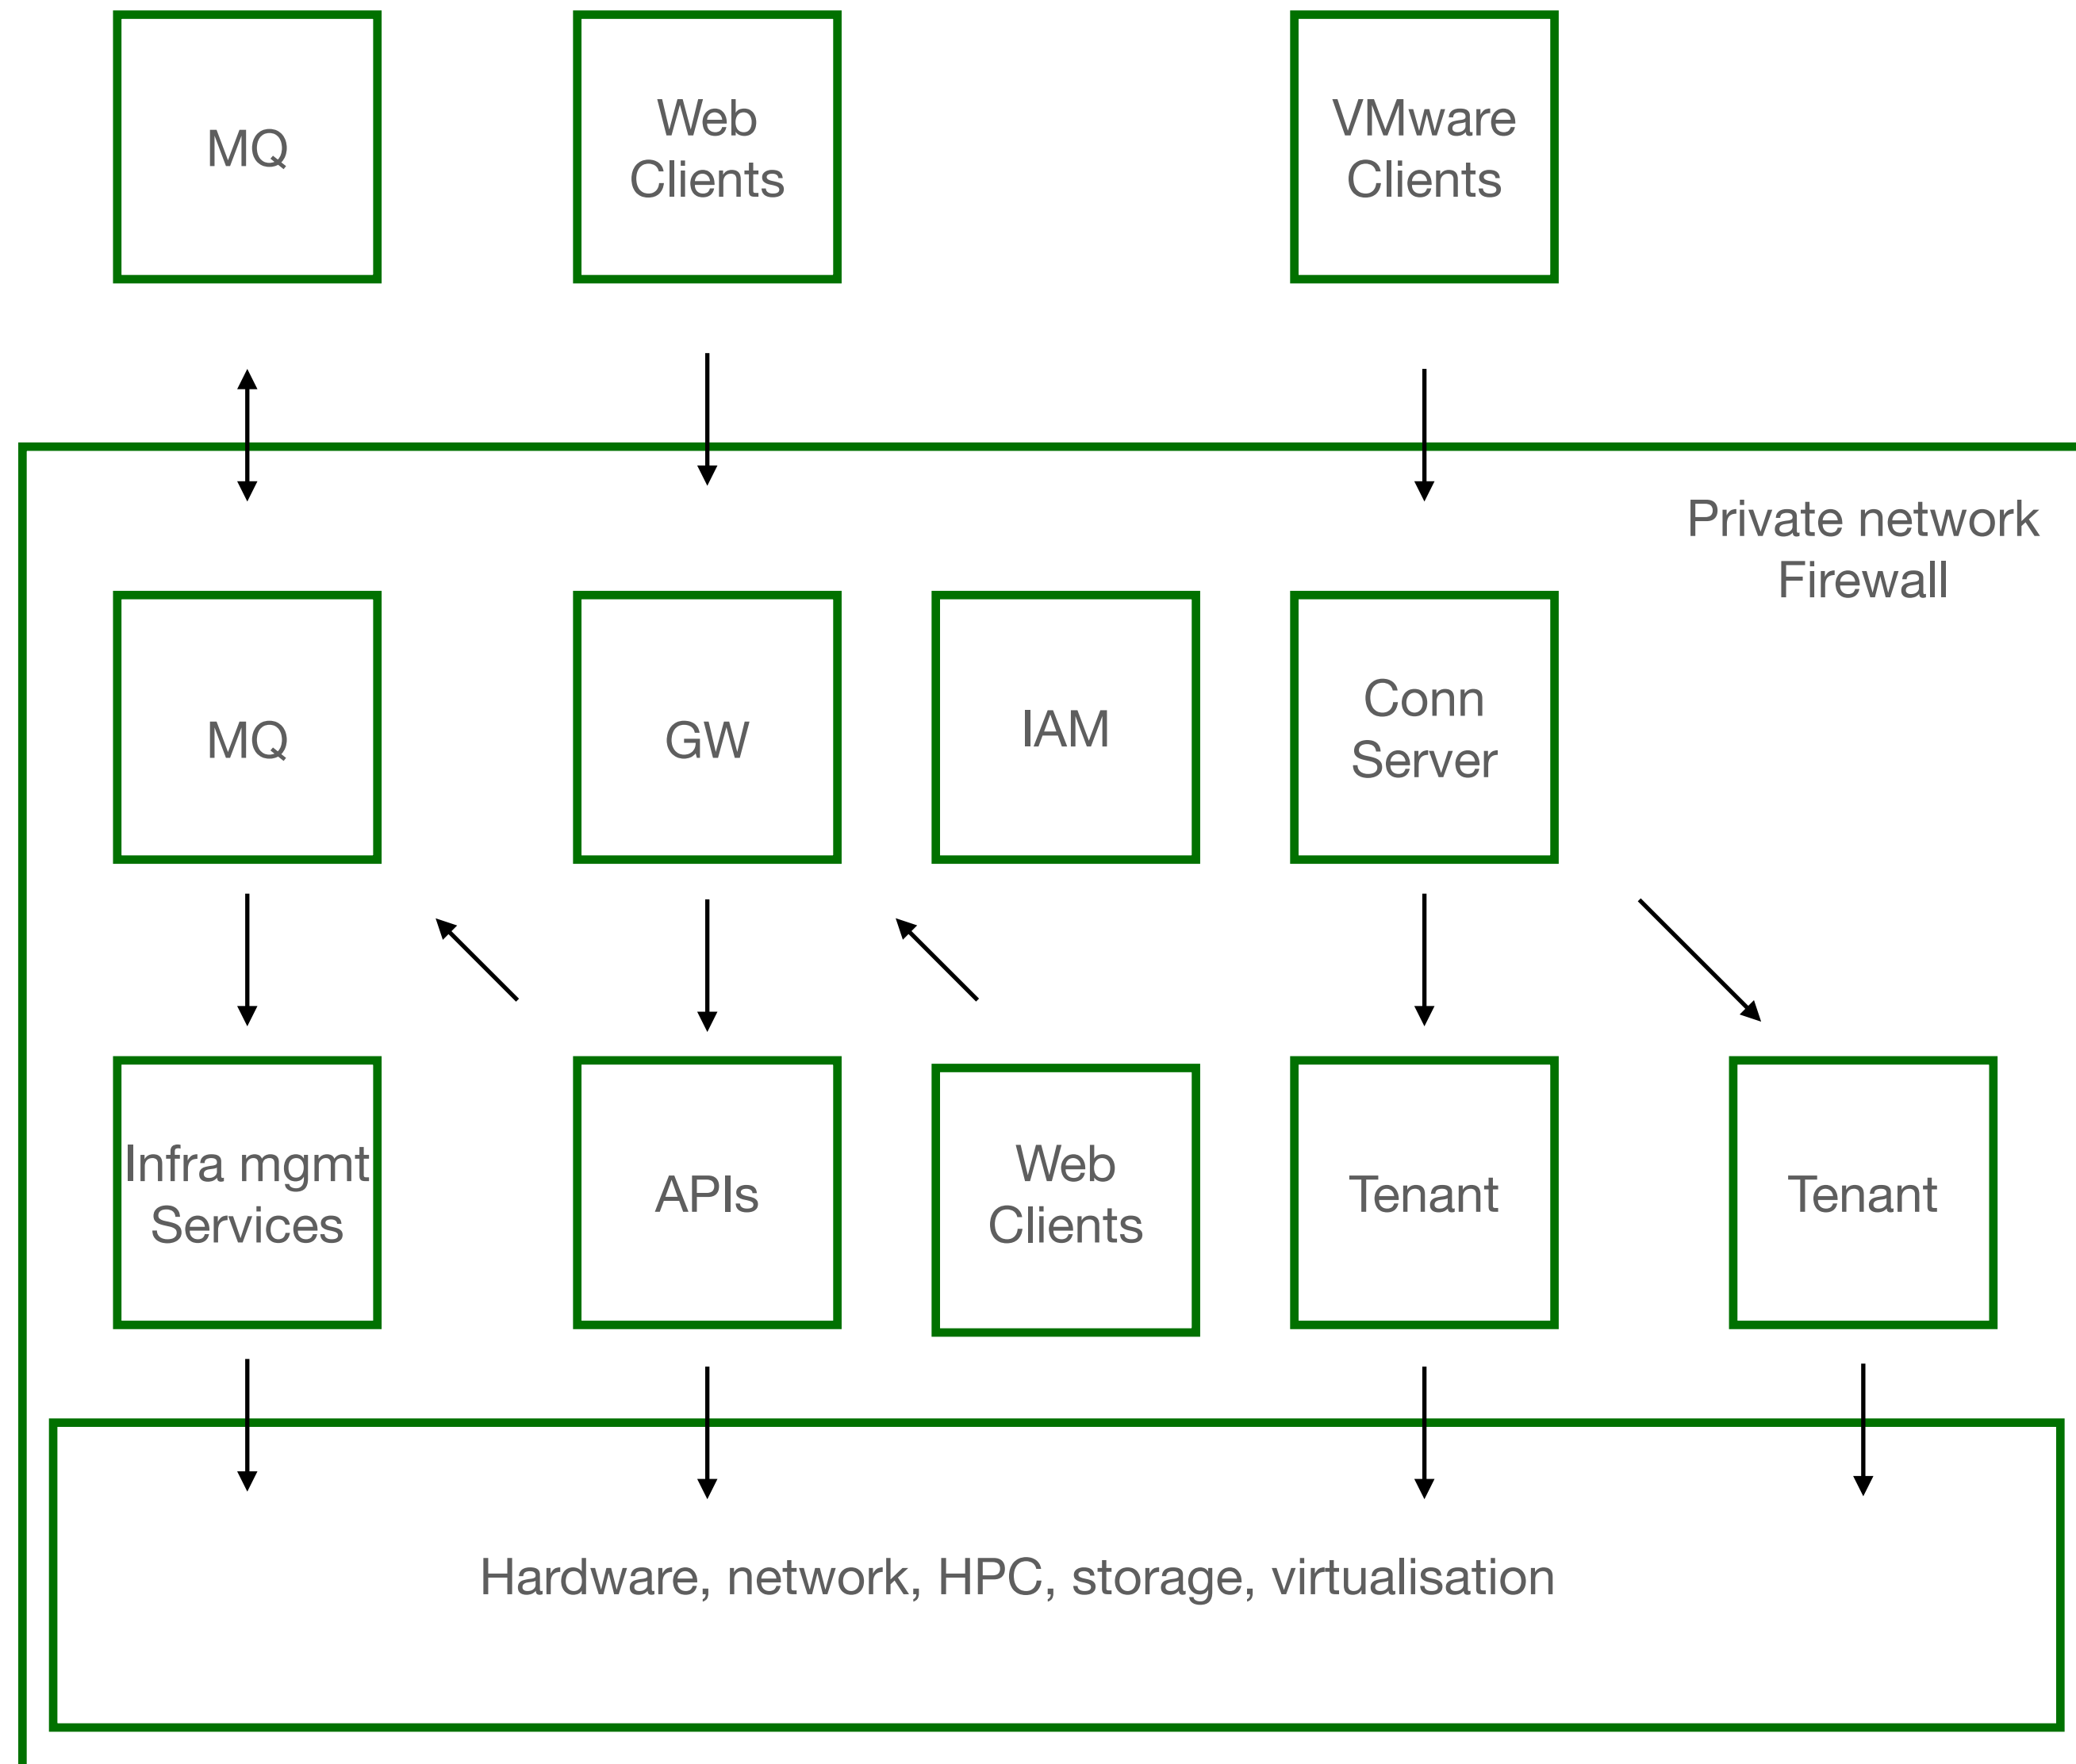 MQ
Web
Clients
VMware
Clients
Private network
Firewall
MQ
GW
IAM
Conn
Server
Infra mgmt
Services
APIs
Web
Clients
Tenant
Tenant
Hardware, network, HPC, storage, virtualisation